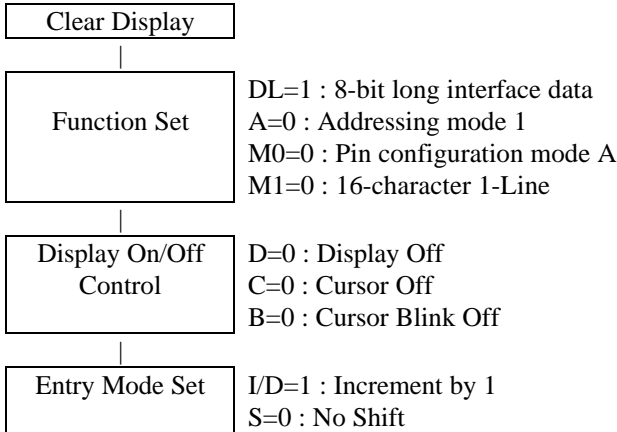 Clear Display
Function Set
DL=1 : 8-bit long interface data
A=0 : Addressing mode 1
M0=0 : Pin configuration mode A
M1=0 : 16-character 1-Line
Display On/Off
Control
D=0 : Display Off
C=0 : Cursor Off
B=0 : Cursor Blink Off
Entry Mode Set
I/D=1 : Increment by 1
S=0 : No Shift